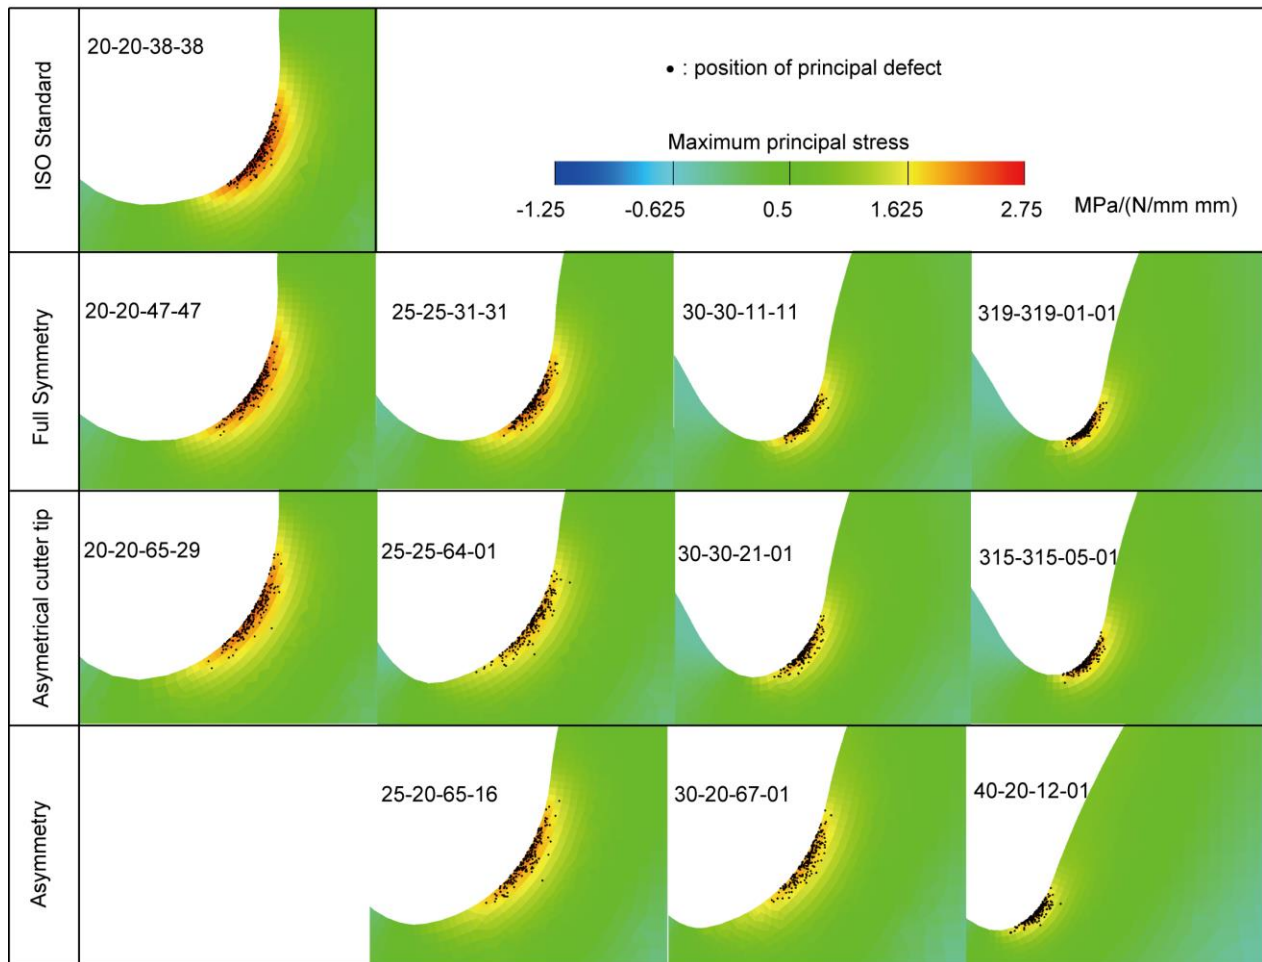 ISO Standard
20-20-38-38
• : position of principal defect
Maximum principal stress
-1.25 -0.625 0.5 1.625 2.75 MPa/(N/mm mm)
Full Symmetry
20-20-47-47
25-25-31-31
30-30-11-11
319-319-01-01
Asymetrical cutter tip
20-20-65-29
25-25-64-01
30-30-21-01
315-315-05-01
Asymmetry
25-20-65-16
30-20-67-01
40-20-12-01